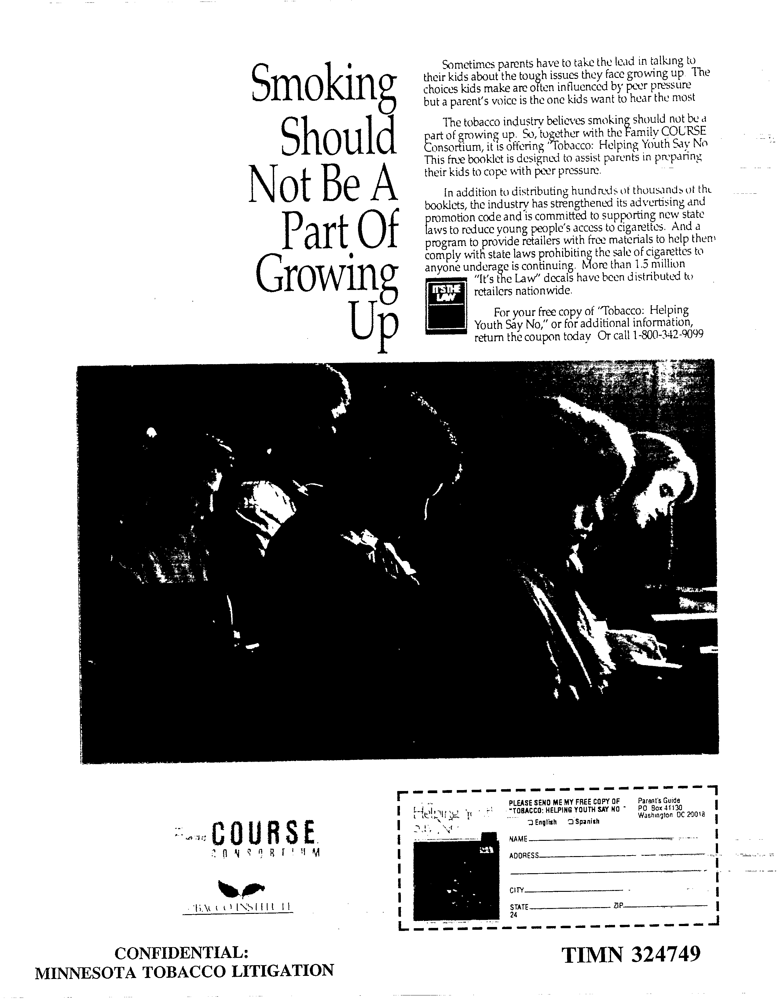 Smoking
Should
Not Be A
Part Of
Growing
Up
Sometimes parents have to take the lead in talking to
their kids about the tough issues they face growing up. The
choices kids make are often influenced by peer pressure
but a parent's voice is the one kids want to hear the most
The tobacco industry believes smoking should not be a
part of growing up. So, together with the Family COURSE
Consortium, it is offering "Tobacco: Helping Youth Say No
This free booklet is designed to assist parents in preparing
their kids to cope with peer pressure.
In addition to distributing hundreds of thousands of the
booklets, the industry has strengthened its advertising and
promotion code and is committed to supporting new state
laws to reduce young people's access to cigarettes. And a
program to provide retailers with free materials to help them
comply with state laws prohibiting the sale of cigarettes to
anyone underage is continuing. More than 1.5 million
"It's the Law" decals have been distributed to
retailers nationwide.
IT'S THE
LAW
For your free copy of "Tobacco: Helping
Youth Say No," or for additional information,
return the coupon today Or call 1-800-342-9099
COURSE
CONSORTIUM
TOBACCO INSTITUTE
Helping
PLEASE SEND ME MY FREE COPY OF
"TOBACCO: HELPING YOUTH SAY NO "
English Spanish
Parent's Guide
PO Box 41130
Washington DC 20018
NAME
ADDRESS
CITY
STATE ZIP
24
CONFIDENTIAL:
MINNESOTA TOBACCO LITIGATION
TIMN 324749